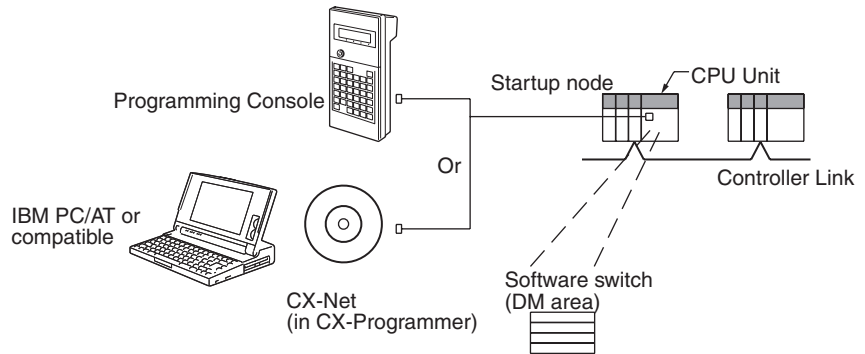 Programming Console
Startup node
CPU Unit
Or
Controller Link
IBM PC/AT or
compatible
CX-Net
(in CX-Programmer)
Software switch
(DM area)